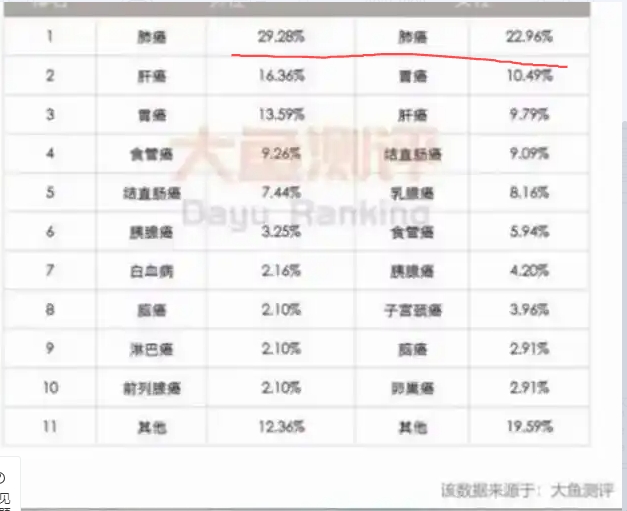 男性 女性
1 肺癌 29.28% 肺癌 22.96%
2 肝癌 16.36% 胃癌 10.49%
3 胃癌 13.59% 肝癌 9.79%
4 食管癌 9.26% 结直肠癌 9.09%
5 结直肠癌 7.44% 乳腺癌 8.16%
6 胰腺癌 3.25% 食管癌 5.94%
7 白血病 2.16% 胰腺癌 4.20%
8 脑癌 2.10% 子宫颈癌 3.96%
9 淋巴癌 2.10% 脑癌 2.91%
10 前列腺癌 2.10% 卵巢癌 2.91%
11 其他 12.36% 其他 19.59%
大鱼测评
Dayu Ranking
该数据来源于：大鱼测评
见